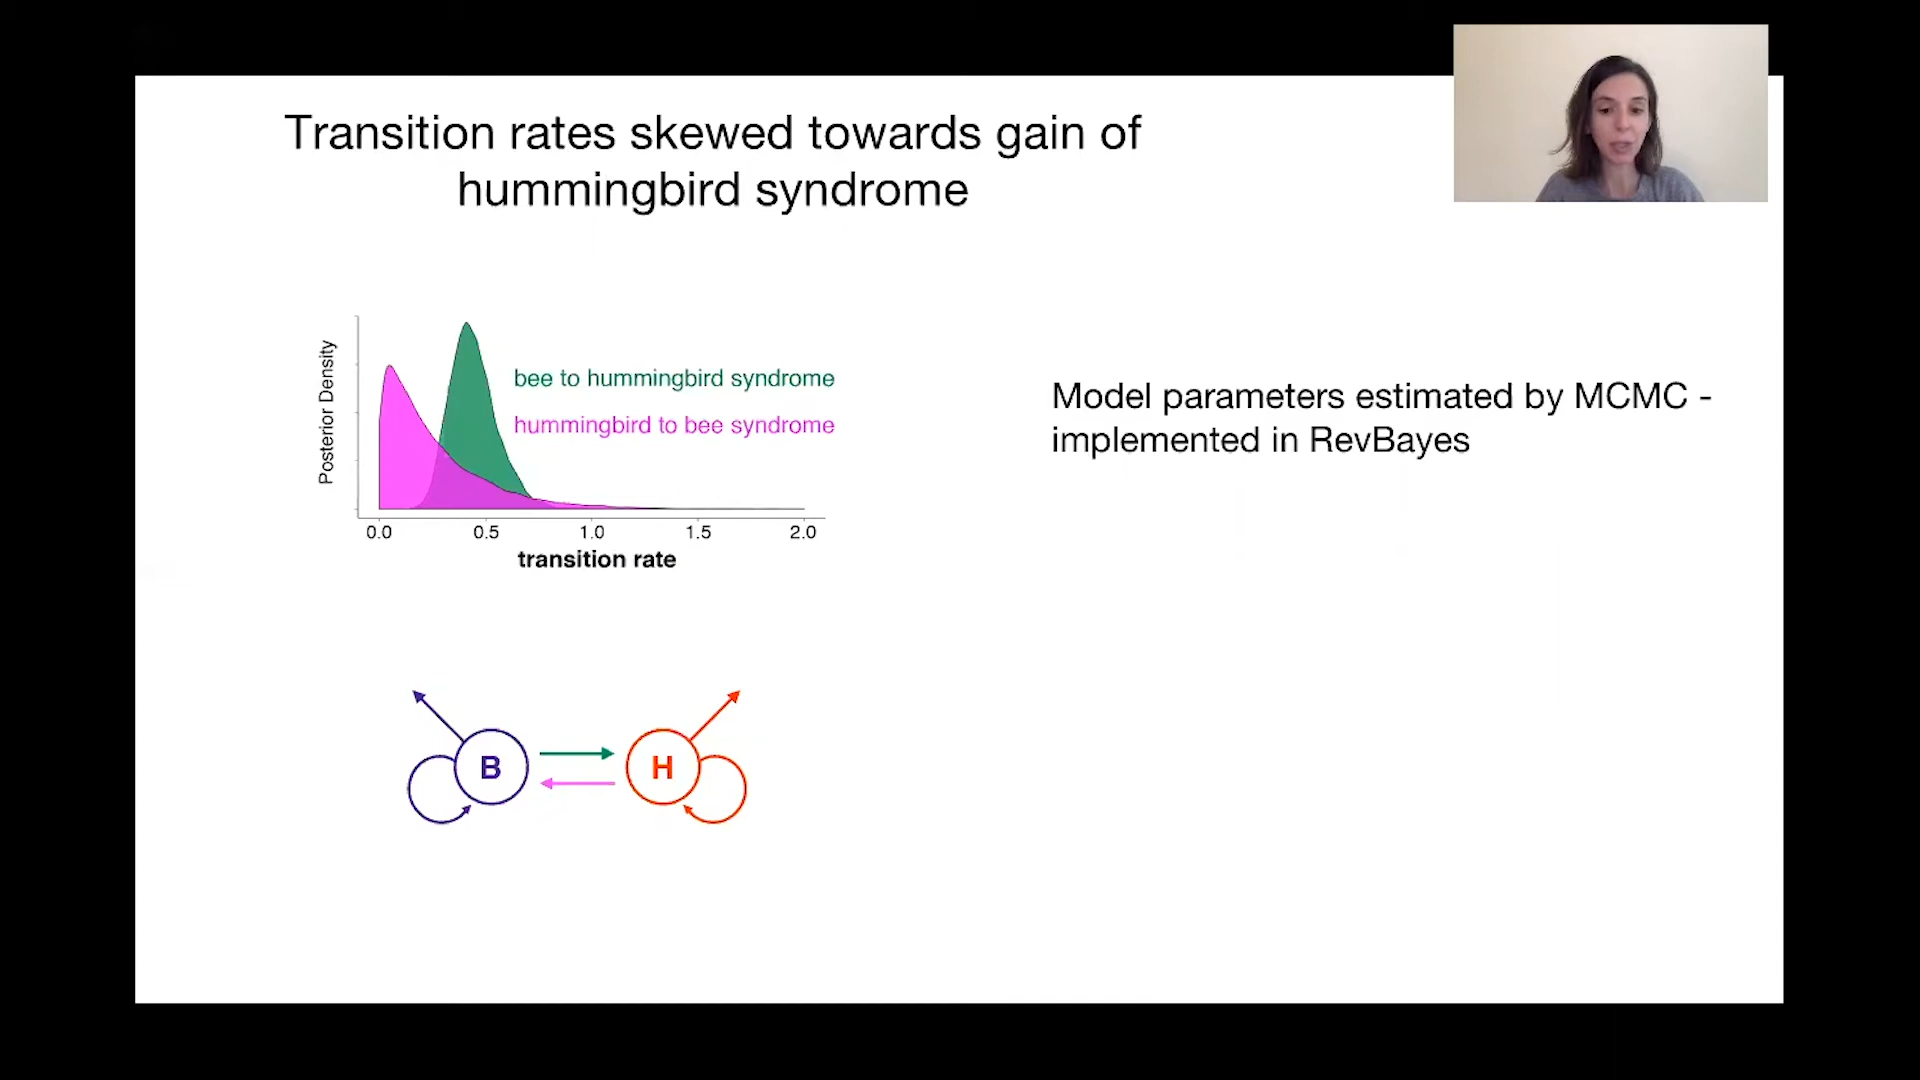 Transition rates skewed towards gain of
hummingbird syndrome
Posterior Density
bee to hummingbird syndrome
hummingbird to bee syndrome
0.0 0.5 1.0 1.5 2.0
transition rate
Model parameters estimated by MCMC -
implemented in RevBayes
B H